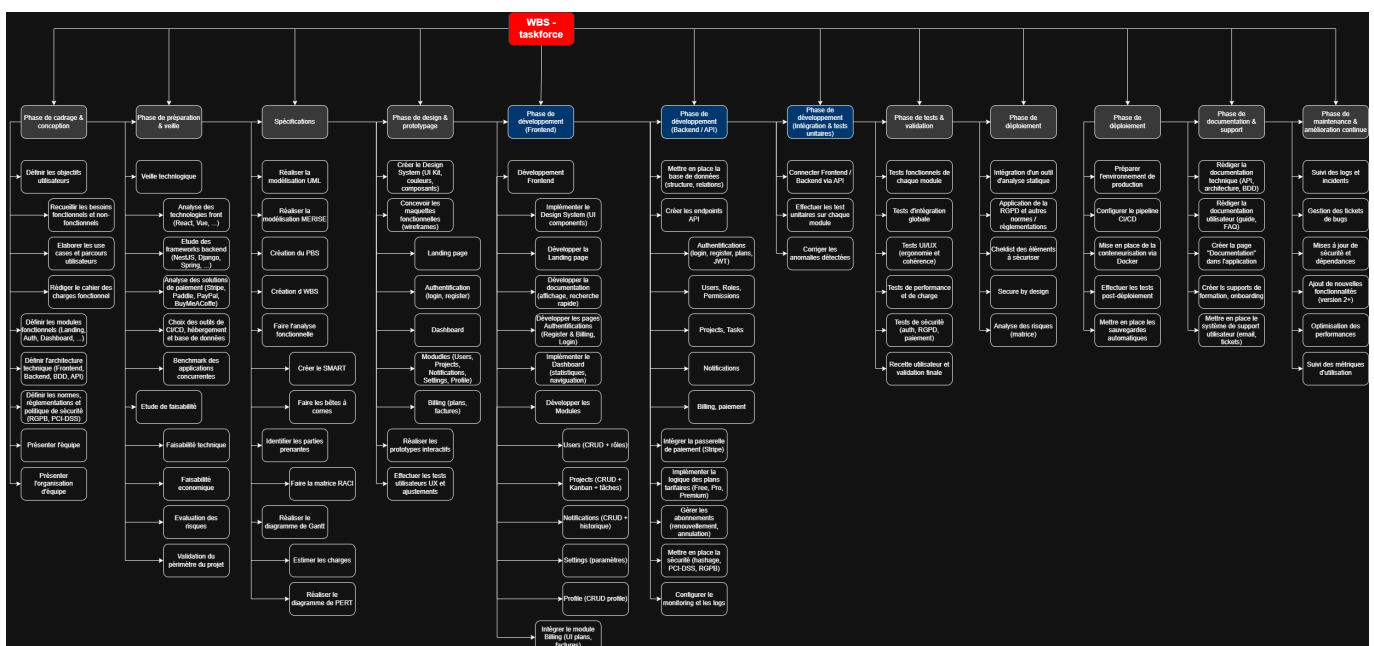 WBS -
taskforce
Phase de cadrage &
conception
Définir les objectifs
utilisateurs
Recueillir les besoins
fonctionnels et non-
fonctionnels
Elaborer les use
cases et parcours
utilisateurs
Rédiger le cahier des
charges fonctionnel
Définir les modules
fonctionnels (Landing,
Auth, Dashboard, ...)
Définir l'architecture
technique (Frontend,
Backend, BDD, API)
Définir les normes,
règlementations et
politique de sécurité
(RGPB, PCI-DSS)
Présenter l'équipe
Présenter
l'organisation
d'équipe
Phase de préparation
& veille
Veille technlogique
Analyse des
technologies front
(React, Vue, ...)
Etude des
frameworks backend
(NestJS, Django,
Spring, ...)
Analyse des solutions
de paiement (Stripe,
Paddle, PayPal,
BuyMeACoffe)
Choix des outils de
CI/CD, hébergement
et base de données
Benchmark des
applications
concurrentes
Etude de faisabilité
Faisabilité technique
Faisabilité
economique
Evaluation des
risques
Validation du
périmètre du projet
Spécifications
Réaliser la
modélisation UML
Réaliser la
modélisation MERISE
Création du PBS
Création d WBS
Faire l'analyse
fonctionnelle
Créer le SMART
Faire les bêtes à
cornes
Identifier les parties
prenantes
Faire la matrice RACI
Réaliser le
diagramme de Gantt
Estimer les charges
Réaliser le
diagramme de PERT
Phase de design &
prototypage
Créer le Design
System (UI Kit,
couleurs,
composants)
Concevoir les
maquettes
fonctionnelles
(wireframes)
Landing page
Authentification
(login, register)
Dashboard
Modudles (Users,
Projects,
Notifications,
Settings, Profile)
Billing (plans,
factures)
Réaliser les
prototypes interactifs
Effectuer les tests
utilisateurs UX et
ajustements
Phase de
développement
(Frontend)
Développement
Frontend
Implémenter le
Design System (UI
components)
Développer la
Landing page
Développer la
documentation
(affichage, recherche
rapide)
Développer les pages
Authentifications
(Register & Billing,
Login)
Implémenter le
Dashboard
(statistiques,
naviguation)
Développer les
Modules
Users (CRUD + rôles)
Projects (CRUD +
Kanban + tâches)
Notifications (CRUD +
historique)
Settings (paramètres)
Profile (CRUD profile)
Intégrer le module
Billing (UI plans,
factures)
Phase de
développement
(Backend / API)
Mettre en place la
base de données
(structure, relations)
Créer les endpoints
API
Authentifications
(login, register, plans,
JWT)
Users, Roles,
Permissions
Projects, Tasks
Notifications
Billing, paiement
Intégrer la passerelle
de paiement (Stripe)
Implémenter la
logique des plans
tarifaires (Free, Pro,
Premium)
Gérer les
abonnements
(renouvellement,
annulation)
Mettre en place la
sécurité (hashage,
PCI-DSS, RGPB)
Configurer le
monitoring et les logs
Phase de
développement
(Intégration & tests
unitaires)
Connecter Frontend /
Backend via API
Effectuer les test
unitaires sur chaque
module
Corriger les
anomalies détectées
Phase de tests &
validation
Tests fonctionnels de
chaque module
Tests d'intégration
globale
Tests UI/UX
(ergonomie et
cohérence)
Tests de performance
et de charge
Tests de sécurité
(auth, RGPD,
paiement)
Recette utilisateur et
validation finale
Phase de
déploiement
Intégration d'un outil
d'analyse statique
Application de la
RGPD et autres
normes /
règlementations
Cheklist des éléments
à sécuriser
Secure by design
Analyse des risques
(matrice)
Phase de
déploiement
Préparer
l'environnement de
production
Configurer le pipeline
CI/CD
Mise en place de la
conteneurisation via
Docker
Effectuer les tests
post-déploiement
Mettre en place les
sauvegardes
automatiques
Phase de
documentation &
support
Rédiger la
documentation
technique (API,
architecture, BDD)
Rédiger la
documentation
utilisateur (guide,
FAQ)
Créer la page
"Documentation"
dans l'application
Créer ls supports de
formation, onboarding
Mettre en place le
système de support
utilisateur (email,
tickets)
Phase de
maintenance &
amélioration continue
Suivi des logs et
incidents
Gestion des tickets
de bugs
Mises à jour de
sécurité et
dépendances
Ajout de nouvelles
fonctionnalités
(version 2+)
Optimisation des
performances
Suivi des métriques
d'utilisation